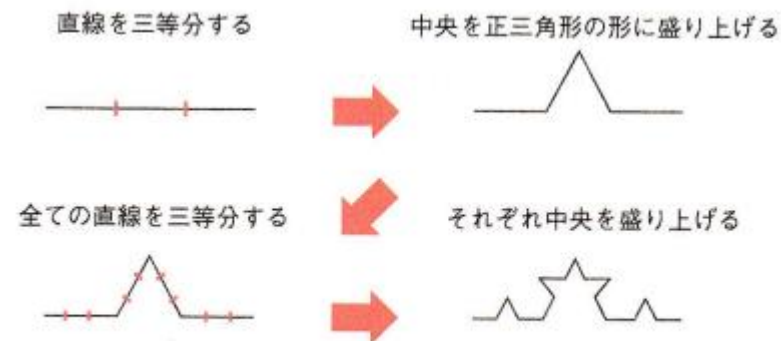 直線を三等分する
中央を正三角形の形に盛り上げる
全ての直線を三等分する
それぞれ中央を盛り上げる